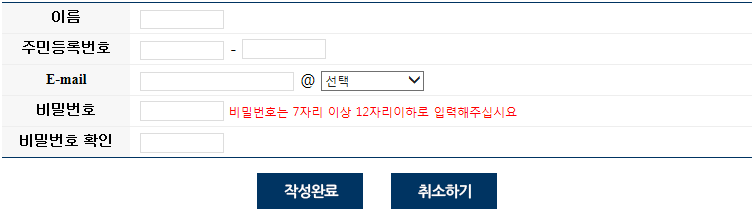 이름
주민등록번호 -
E-mail @ 선택
비밀번호 비밀번호는 7자리 이상 12자리이하로 입력해주십시요
비밀번호 확인
작성완료 취소하기